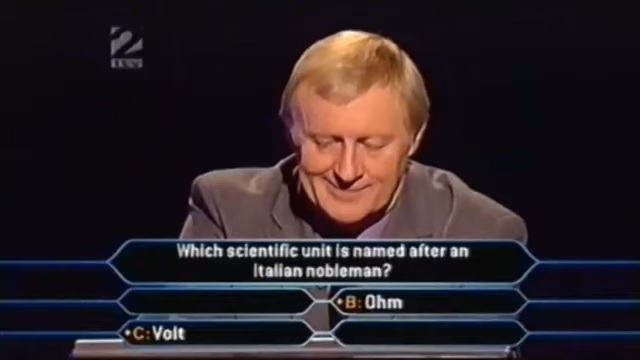 2
Which scientific unit is named after an
Italian nobleman?
B: Ohm
C: Volt